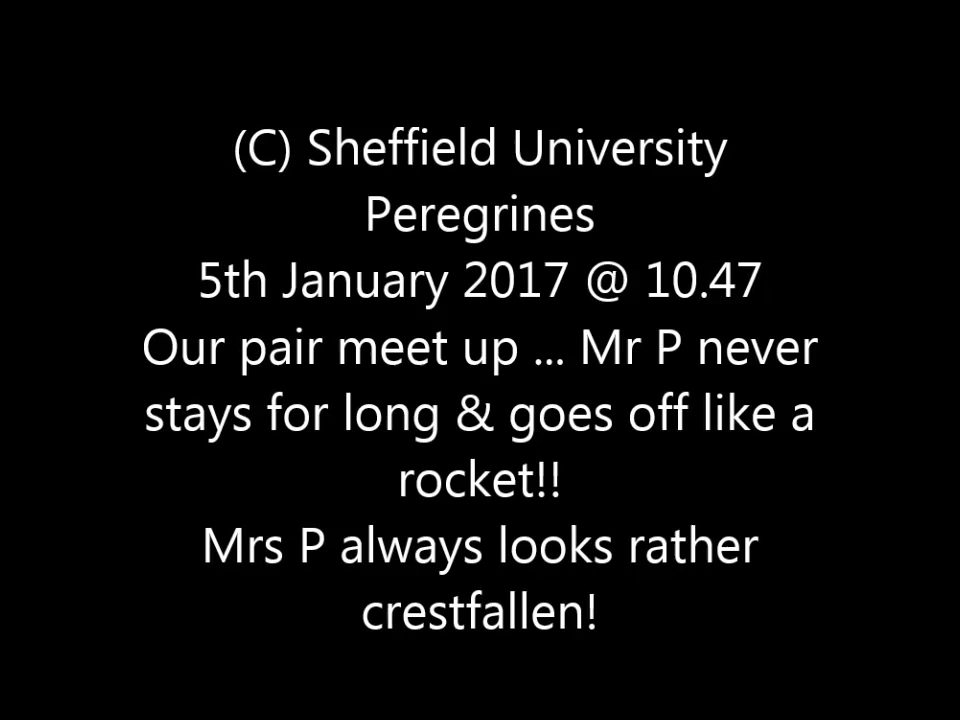 (C) Sheffield University
Peregrines
5th January 2017 @ 10.47
Our pair meet up ... Mr P never
stays for long & goes off like a
rocket!!
Mrs P always looks rather
crestfallen!